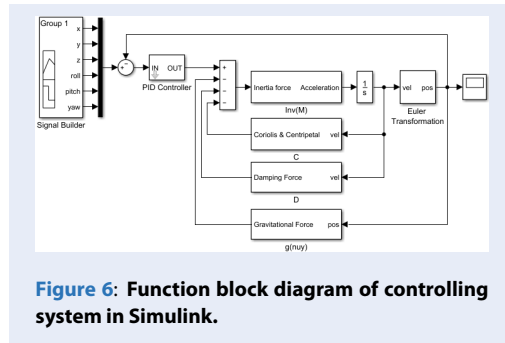 Group 1
x
y
z
roll
pitch
yaw
Signal Builder
+
−
IN OUT
PID Controller
+
−
−
−
Inertia force Acceleration
Inv(M)
1
s
vel pos
Euler
Transformation
Coriolis & Centripetal vel
C
Damping Force vel
D
Gravitational Force pos
g(nuy)
Figure 6: Function block diagram of controlling
system in Simulink.